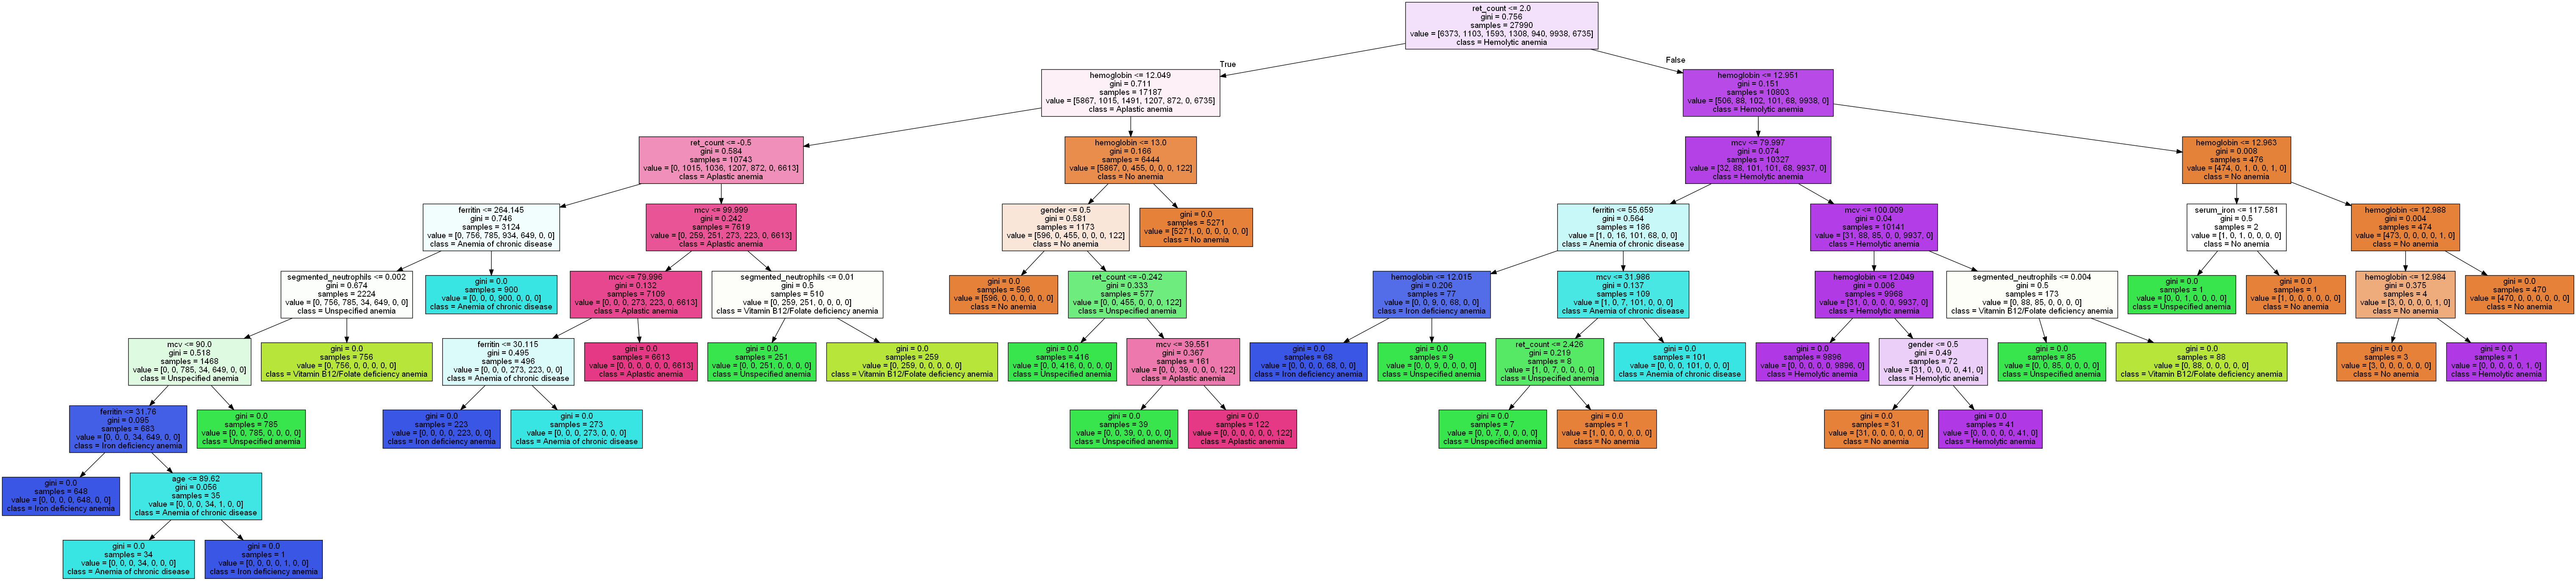 ret_count <= 2.0
gini = 0.756
samples = 27990
value = [6373, 1103, 1593, 1308, 940, 9938, 6735]
class = Hemolytic anemia
True
False
hemoglobin <= 12.049
gini = 0.711
samples = 17187
value = [5867, 1015, 1491, 1207, 872, 0, 6735]
class = Aplastic anemia
hemoglobin <= 12.951
gini = 0.151
samples = 10803
value = [506, 88, 102, 101, 68, 9938, 0]
class = Hemolytic anemia
ret_count <= -0.5
gini = 0.584
samples = 10743
value = [0, 1015, 1036, 1207, 872, 0, 6613]
class = Aplastic anemia
hemoglobin <= 13.0
gini = 0.166
samples = 6444
value = [5867, 0, 455, 0, 0, 0, 122]
class = No anemia
mcv <= 79.997
gini = 0.074
samples = 10327
value = [32, 88, 101, 101, 68, 9937, 0]
class = Hemolytic anemia
hemoglobin <= 12.963
gini = 0.008
samples = 476
value = [474, 0, 1, 0, 0, 1, 0]
class = No anemia
ferritin <= 264.145
gini = 0.746
samples = 3124
value = [0, 756, 785, 934, 649, 0, 0]
class = Anemia of chronic disease
mcv <= 99.999
gini = 0.242
samples = 7619
value = [0, 259, 251, 273, 223, 0, 6613]
class = Aplastic anemia
gender <= 0.5
gini = 0.581
samples = 1173
value = [596, 0, 455, 0, 0, 0, 122]
class = No anemia
gini = 0.0
samples = 5271
value = [5271, 0, 0, 0, 0, 0, 0]
class = No anemia
ferritin <= 55.659
gini = 0.564
samples = 186
value = [1, 0, 16, 101, 68, 0, 0]
class = Anemia of chronic disease
mcv <= 100.009
gini = 0.04
samples = 10141
value = [31, 88, 85, 0, 0, 9937, 0]
class = Hemolytic anemia
serum_iron <= 117.581
gini = 0.5
samples = 2
value = [1, 0, 1, 0, 0, 0, 0]
class = No anemia
hemoglobin <= 12.988
gini = 0.004
samples = 474
value = [473, 0, 0, 0, 0, 1, 0]
class = No anemia
segmented_neutrophils <= 0.002
gini = 0.674
samples = 2224
value = [0, 756, 785, 34, 649, 0, 0]
class = Unspecified anemia
gini = 0.0
samples = 900
value = [0, 0, 0, 900, 0, 0, 0]
class = Anemia of chronic disease
mcv <= 79.996
gini = 0.132
samples = 7109
value = [0, 0, 0, 273, 223, 0, 6613]
class = Aplastic anemia
segmented_neutrophils <= 0.01
gini = 0.5
samples = 510
value = [0, 259, 251, 0, 0, 0, 0]
class = Vitamin B12/Folate deficiency anemia
gini = 0.0
samples = 596
value = [596, 0, 0, 0, 0, 0, 0]
class = No anemia
ret_count <= -0.242
gini = 0.333
samples = 577
value = [0, 0, 455, 0, 0, 0, 122]
class = Unspecified anemia
hemoglobin <= 12.015
gini = 0.206
samples = 77
value = [0, 0, 9, 0, 68, 0, 0]
class = Iron deficiency anemia
mcv <= 31.986
gini = 0.137
samples = 109
value = [1, 0, 7, 101, 0, 0, 0]
class = Anemia of chronic disease
hemoglobin <= 12.049
gini = 0.006
samples = 9968
value = [31, 0, 0, 0, 0, 9937, 0]
class = Hemolytic anemia
segmented_neutrophils <= 0.004
gini = 0.5
samples = 173
value = [0, 88, 85, 0, 0, 0, 0]
class = Vitamin B12/Folate deficiency anemia
gini = 0.0
samples = 1
value = [0, 0, 1, 0, 0, 0, 0]
class = Unspecified anemia
gini = 0.0
samples = 1
value = [1, 0, 0, 0, 0, 0, 0]
class = No anemia
hemoglobin <= 12.984
gini = 0.375
samples = 4
value = [3, 0, 0, 0, 0, 1, 0]
class = No anemia
gini = 0.0
samples = 470
value = [470, 0, 0, 0, 0, 0, 0]
class = No anemia
mcv <= 90.0
gini = 0.518
samples = 1468
value = [0, 0, 785, 34, 649, 0, 0]
class = Unspecified anemia
gini = 0.0
samples = 756
value = [0, 756, 0, 0, 0, 0, 0]
class = Vitamin B12/Folate deficiency anemia
ferritin <= 30.115
gini = 0.495
samples = 496
value = [0, 0, 0, 273, 223, 0, 0]
class = Anemia of chronic disease
gini = 0.0
samples = 6613
value = [0, 0, 0, 0, 0, 0, 6613]
class = Aplastic anemia
gini = 0.0
samples = 251
value = [0, 0, 251, 0, 0, 0, 0]
class = Unspecified anemia
gini = 0.0
samples = 259
value = [0, 259, 0, 0, 0, 0, 0]
class = Vitamin B12/Folate deficiency anemia
gini = 0.0
samples = 416
value = [0, 0, 416, 0, 0, 0, 0]
class = Unspecified anemia
mcv <= 39.551
gini = 0.367
samples = 161
value = [0, 0, 39, 0, 0, 0, 122]
class = Aplastic anemia
gini = 0.0
samples = 68
value = [0, 0, 0, 0, 68, 0, 0]
class = Iron deficiency anemia
gini = 0.0
samples = 9
value = [0, 0, 9, 0, 0, 0, 0]
class = Unspecified anemia
ret_count <= 2.426
gini = 0.219
samples = 8
value = [1, 0, 7, 0, 0, 0, 0]
class = Unspecified anemia
gini = 0.0
samples = 101
value = [0, 0, 0, 101, 0, 0, 0]
class = Anemia of chronic disease
gini = 0.0
samples = 9896
value = [0, 0, 0, 0, 0, 9896, 0]
class = Hemolytic anemia
gender <= 0.5
gini = 0.49
samples = 72
value = [31, 0, 0, 0, 0, 41, 0]
class = Hemolytic anemia
gini = 0.0
samples = 85
value = [0, 0, 85, 0, 0, 0, 0]
class = Unspecified anemia
gini = 0.0
samples = 88
value = [0, 88, 0, 0, 0, 0, 0]
class = Vitamin B12/Folate deficiency anemia
gini = 0.0
samples = 3
value = [3, 0, 0, 0, 0, 0, 0]
class = No anemia
gini = 0.0
samples = 1
value = [0, 0, 0, 0, 0, 1, 0]
class = Hemolytic anemia
ferritin <= 31.76
gini = 0.095
samples = 683
value = [0, 0, 0, 34, 649, 0, 0]
class = Iron deficiency anemia
gini = 0.0
samples = 785
value = [0, 0, 785, 0, 0, 0, 0]
class = Unspecified anemia
gini = 0.0
samples = 223
value = [0, 0, 0, 0, 223, 0, 0]
class = Iron deficiency anemia
gini = 0.0
samples = 273
value = [0, 0, 0, 273, 0, 0, 0]
class = Anemia of chronic disease
gini = 0.0
samples = 39
value = [0, 0, 39, 0, 0, 0, 0]
class = Unspecified anemia
gini = 0.0
samples = 122
value = [0, 0, 0, 0, 0, 0, 122]
class = Aplastic anemia
gini = 0.0
samples = 7
value = [0, 0, 7, 0, 0, 0, 0]
class = Unspecified anemia
gini = 0.0
samples = 1
value = [1, 0, 0, 0, 0, 0, 0]
class = No anemia
gini = 0.0
samples = 31
value = [31, 0, 0, 0, 0, 0, 0]
class = No anemia
gini = 0.0
samples = 41
value = [0, 0, 0, 0, 0, 41, 0]
class = Hemolytic anemia
gini = 0.0
samples = 648
value = [0, 0, 0, 0, 648, 0, 0]
class = Iron deficiency anemia
age <= 89.62
gini = 0.056
samples = 35
value = [0, 0, 0, 34, 1, 0, 0]
class = Anemia of chronic disease
gini = 0.0
samples = 34
value = [0, 0, 0, 34, 0, 0, 0]
class = Anemia of chronic disease
gini = 0.0
samples = 1
value = [0, 0, 0, 0, 1, 0, 0]
class = Iron deficiency anemia